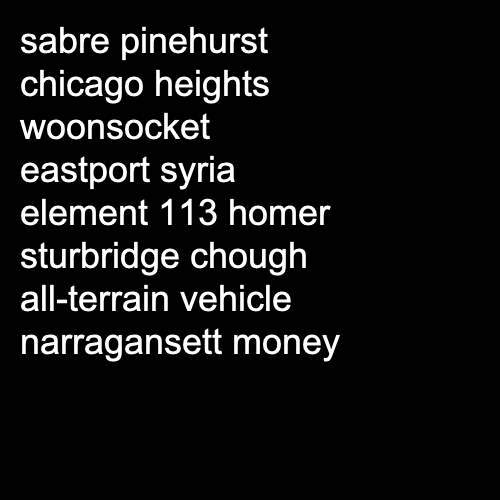 sabre pinehurst
chicago heights
woonsocket
eastport syria
element 113 homer
sturbridge chough
all-terrain vehicle
narragansett money